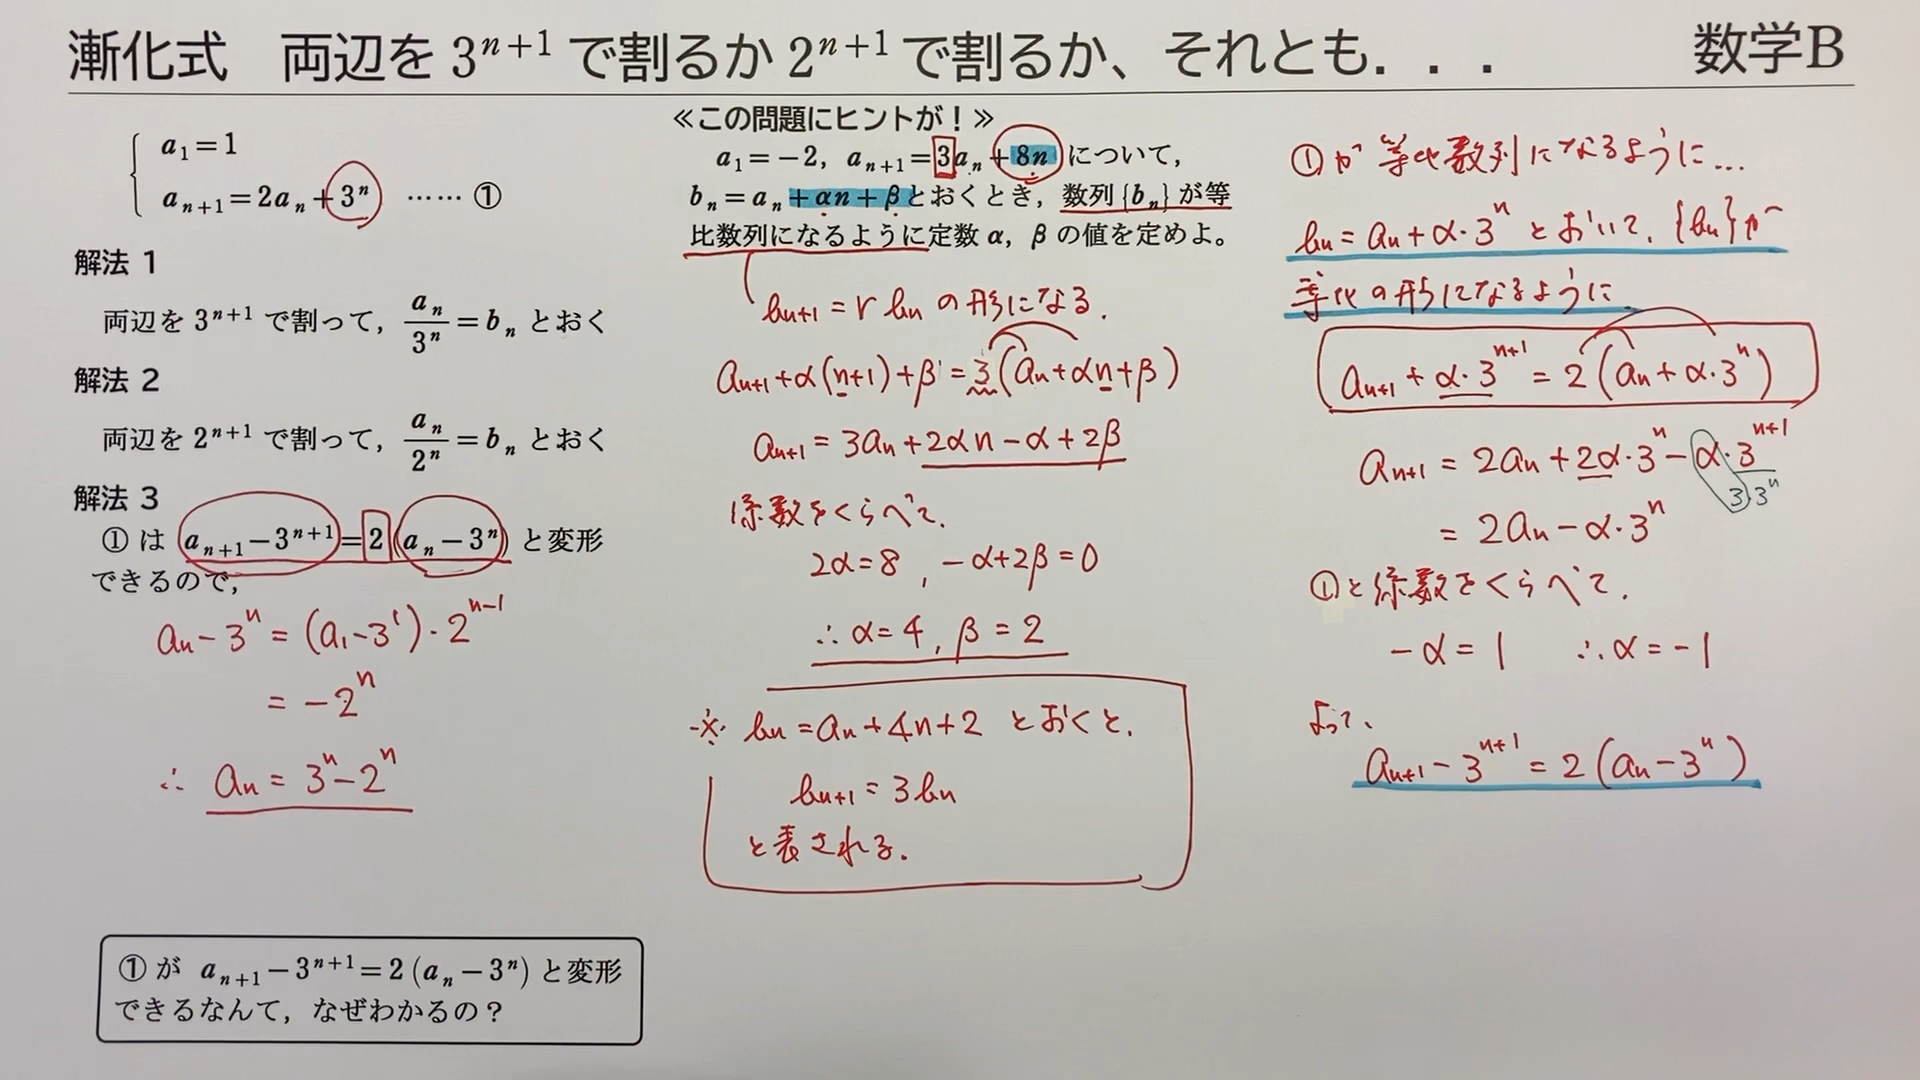 漸化式 両辺を 3^{n+1} で割るか 2^{n+1} で割るか、それとも．．． 数学B
a_1 = 1
a_{n+1} = 2a_n + 3^n …… ①
解法 1
両辺を 3^{n+1} で割って，a_n/3^n = b_n とおく
解法 2
両辺を 2^{n+1} で割って，a_n/2^n = b_n とおく
解法 3
① は a_{n+1} − 3^{n+1} = 2(a_n − 3^n) と変形
できるので，
a_n − 3^n = (a_1 − 3^1)・2^{n−1}
= −2^n
∴ a_n = 3^n − 2^n
① が a_{n+1} − 3^{n+1} = 2(a_n − 3^n) と変形
できるなんて，なぜわかるの？
≪この問題にヒントが！≫
a_1 = −2，a_{n+1} = 3a_n + 8n について，
b_n = a_n + αn + β とおくとき，数列 {b_n} が等
比数列になるように定数 α，β の値を定めよ。
b_{n+1} = r b_n の形になる．
a_{n+1} + α(n+1) + β = 3(a_n + αn + β)
a_{n+1} = 3a_n + 2αn − α + 2β
係数をくらべて．
2α = 8 , −α + 2β = 0
∴ α = 4 , β = 2
※ b_n = a_n + 4n + 2 とおくと．
b_{n+1} = 3b_n
と表される．
①が等比数列になるように…
b_n = a_n + α・3^n とおいて．{b_n}が
等比の形になるように
a_{n+1} + α・3^{n+1} = 2(a_n + α・3^n)
a_{n+1} = 2a_n + 2α・3^n − α・3^{n+1}
3・3^n
= 2a_n − α・3^n
①と係数をくらべて．
−α = 1 ∴ α = −1
よって、
a_{n+1} − 3^{n+1} = 2(a_n − 3^n)